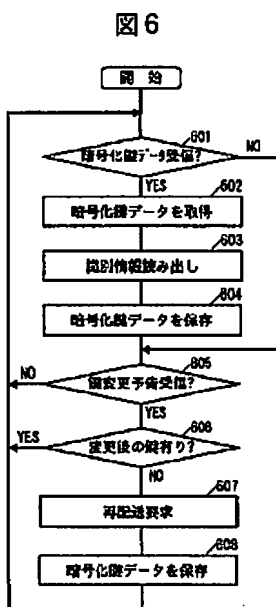 図6
開始
601
暗号化鍵データ受信?
NO
YES
602
暗号化鍵データを取得
603
識別情報読み出し
604
暗号化鍵データを保存
605
鍵変更予告受信?
NO
YES
606
変更後の鍵有り?
YES
NO
607
再配送要求
608
暗号化鍵データを保存